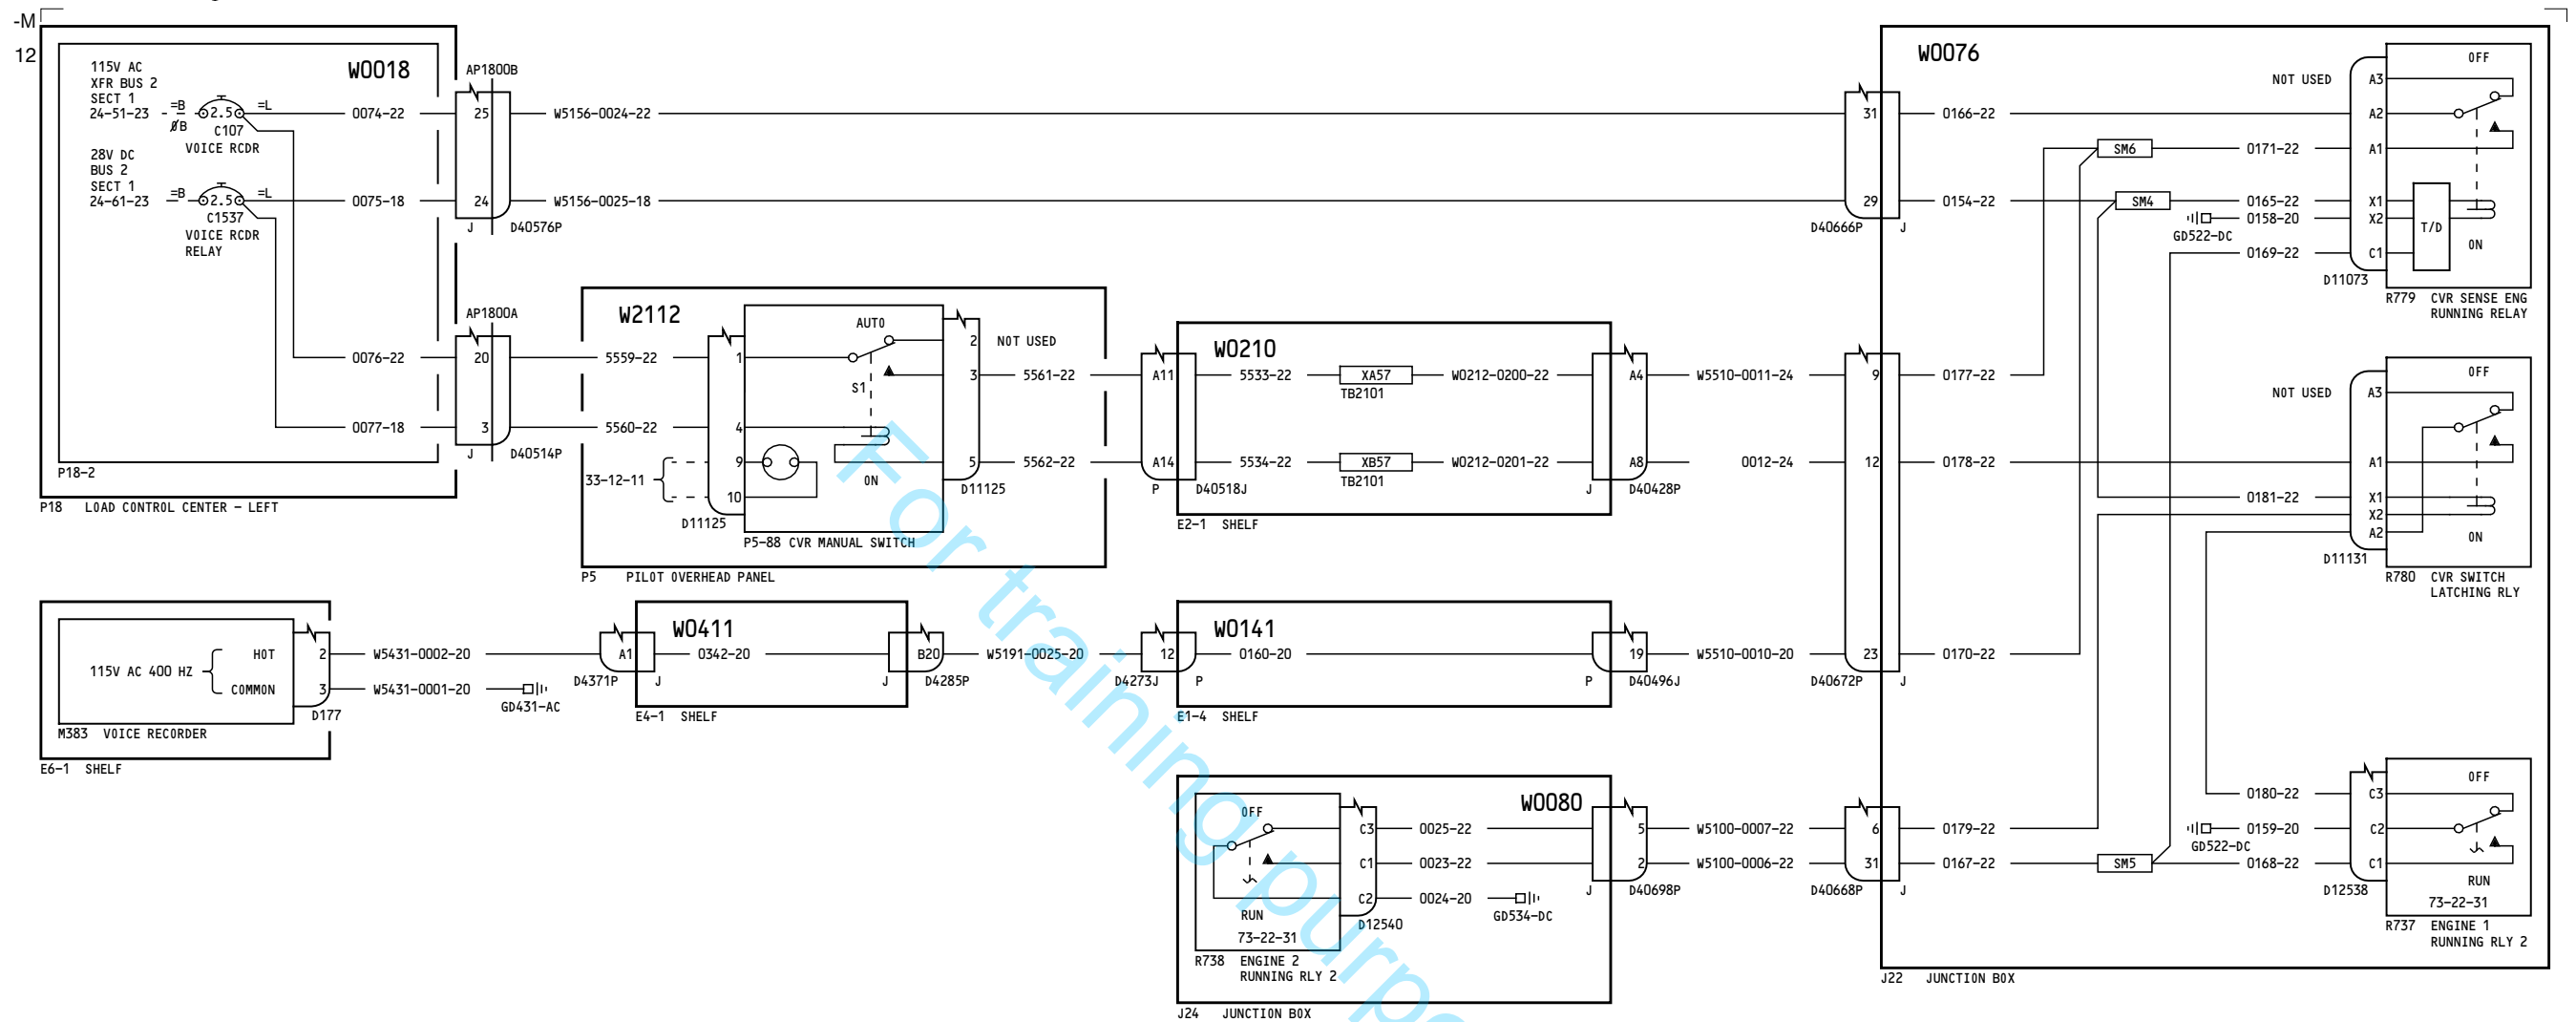 -M
12
W0018
115V AC
XFR BUS 2
SECT 1
24-51-23
=B
ØB
2.5
=L
C107
VOICE RCDR
28V DC
BUS 2
SECT 1
24-61-23
=B
2.5
=L
C1537
VOICE RCDR
RELAY
0074-22
0075-18
0076-22
0077-18
P18-2
P18 LOAD CONTROL CENTER - LEFT
AP1800B
25
24
J
D40576P
W5156-0024-22
W5156-0025-18
AP1800A
20
3
J
D40514P
W2112
5559-22
5560-22
33-12-11
1
4
9
10
D11125
AUTO
S1
ON
2
3
5
D11125
NOT USED
5561-22
5562-22
P5-88 CVR MANUAL SWITCH
P5 PILOT OVERHEAD PANEL
A11
A14
P
D40518J
W0210
5533-22
XA57
TB2101
W0212-0200-22
5534-22
XB57
TB2101
W0212-0201-22
A4
A8
J
D40428P
E2-1 SHELF
W5510-0011-24
0012-24
115V AC 400 HZ
HOT
COMMON
2
3
D177
M383 VOICE RECORDER
E6-1 SHELF
W5431-0002-20
W5431-0001-20
GD431-AC
A1
D4371P
J
W0411
0342-20
B20
J
D4285P
E4-1 SHELF
W5191-0025-20
12
D4273J
P
W0141
0160-20
19
P
D40496J
E1-4 SHELF
W5510-0010-20
W0080
OFF
RUN
73-22-31
C3
C1
C2
D12540
0025-22
0023-22
0024-20
GD534-DC
5
2
J
D40698P
R738 ENGINE 2
RUNNING RLY 2
J24 JUNCTION BOX
W5100-0007-22
W5100-0006-22
W0076
31
29
D40666P
J
0166-22
0154-22
9
12
23
D40672P
J
0177-22
0178-22
0170-22
6
31
D40668P
J
0179-22
0167-22
SM6
SM4
SM5
NOT USED
0171-22
0165-22
GD522-DC
0158-20
0169-22
A3
A2
A1
X1
X2
C1
D11073
OFF
T/D
ON
R779 CVR SENSE ENG
RUNNING RELAY
NOT USED
0181-22
A3
A1
X1
X2
A2
D11131
OFF
ON
R780 CVR SWITCH
LATCHING RLY
0180-22
0159-20
GD522-DC
0168-22
C3
C2
C1
D12538
OFF
RUN
73-22-31
R737 ENGINE 1
RUNNING RLY 2
J22 JUNCTION BOX
For training purpo